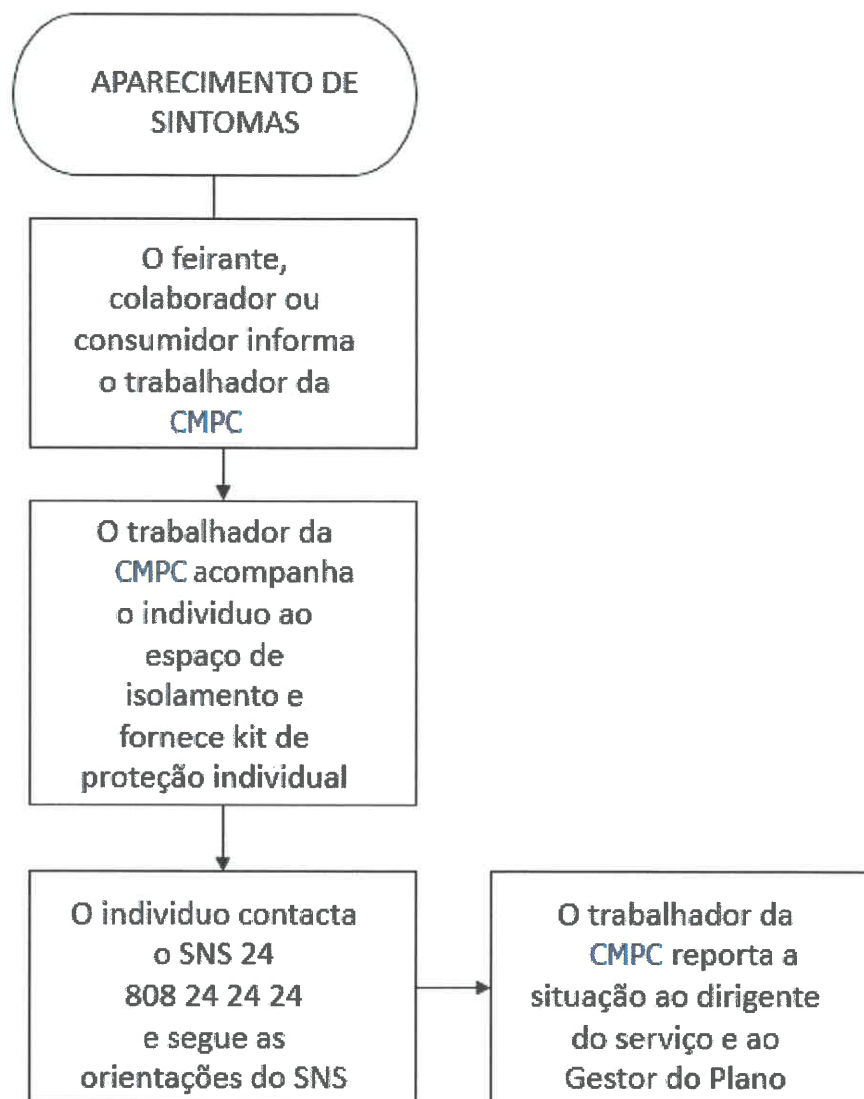 APARECIMENTO DE
SINTOMAS
O feirante,
colaborador ou
consumidor informa
o trabalhador da
CMPC
O trabalhador da
CMPC acompanha
o individuo ao
espaço de
isolamento e
fornece kit de
proteção individual
O individuo contacta
o SNS 24
808 24 24 24
e segue as
orientações do SNS
O trabalhador da
CMPC reporta a
situação ao dirigente
do serviço e ao
Gestor do Plano